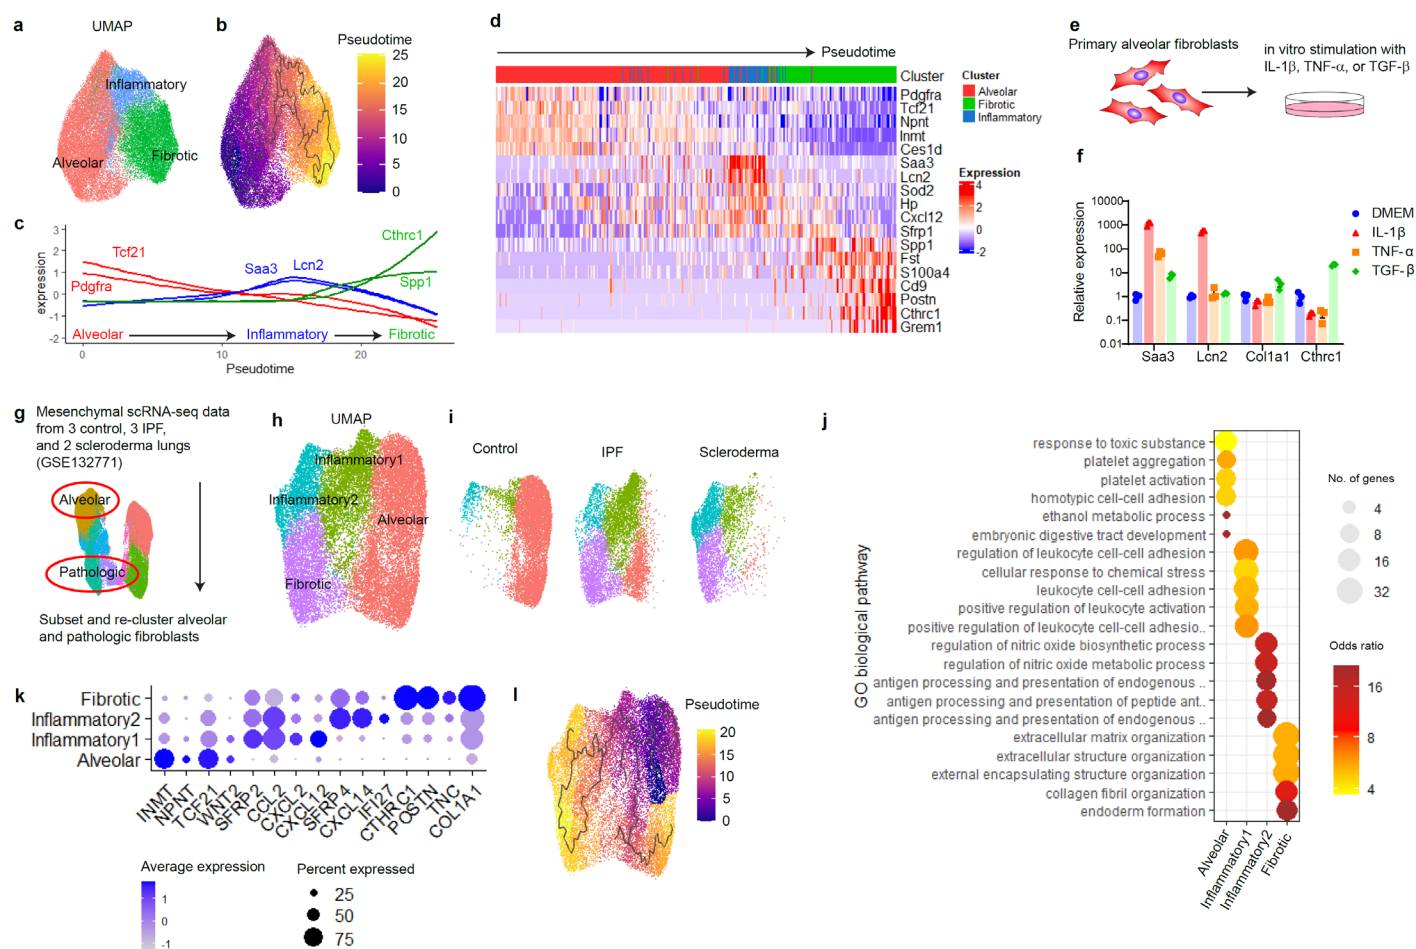 a
UMAP
Inflammatory
Alveolar
Fibrotic
b
Pseudotime
25
20
15
10
5
0
c
expression
3
2
1
0
-1
-2
Tcf21
Pdgfra
Saa3
Lcn2
Cthrc1
Spp1
Alveolar
Inflammatory
Fibrotic
0
10
20
Pseudotime
d
Pseudotime
Cluster
Pdgfra
Tcf21
Npnt
Inmt
Ces1d
Saa3
Lcn2
Sod2
Hp
Cxcl12
Sfrp1
Spp1
Fst
S100a4
Cd9
Postn
Cthrc1
Grem1
Cluster
Alveolar
Fibrotic
Inflammatory
Expression
4
2
0
-2
e
Primary alveolar fibroblasts
in vitro stimulation with
IL-1β, TNF-α, or TGF-β
f
Relative expression
10000
1000
100
10
1
0.1
0.01
Saa3
Lcn2
Col1a1
Cthrc1
DMEM
IL-1β
TNF-α
TGF-β
g
Mesenchymal scRNA-seq data
from 3 control, 3 IPF,
and 2 scleroderma lungs
(GSE132771)
Alveolar
Pathologic
Subset and re-cluster alveolar
and pathologic fibroblasts
h
UMAP
Inflammatory1
Inflammatory2
Alveolar
Fibrotic
i
Control
IPF
Scleroderma
j
GO biological pathway
response to toxic substance
platelet aggregation
platelet activation
homotypic cell-cell adhesion
ethanol metabolic process
embryonic digestive tract development
regulation of leukocyte cell-cell adhesion
cellular response to chemical stress
leukocyte cell-cell adhesion
positive regulation of leukocyte activation
positive regulation of leukocyte cell-cell adhesio..
regulation of nitric oxide biosynthetic process
regulation of nitric oxide metabolic process
antigen processing and presentation of endogenous ..
antigen processing and presentation of peptide ant..
antigen processing and presentation of endogenous ..
extracellular matrix organization
extracellular structure organization
external encapsulating structure organization
collagen fibril organization
endoderm formation
Alveolar
Inflammatory1
Inflammatory2
Fibrotic
No. of genes
4
8
16
32
Odds ratio
16
8
4
k
Fibrotic
Inflammatory2
Inflammatory1
Alveolar
INMT
NPNT
TCF21
WNT2
SFRP2
CCL2
CXCL2
CXCL12
SFRP4
CXCL14
IFI27
CTHRC1
POSTN
TNC
COL1A1
Average expression
1
0
-1
Percent expressed
25
50
75
l
Pseudotime
20
15
10
5
0